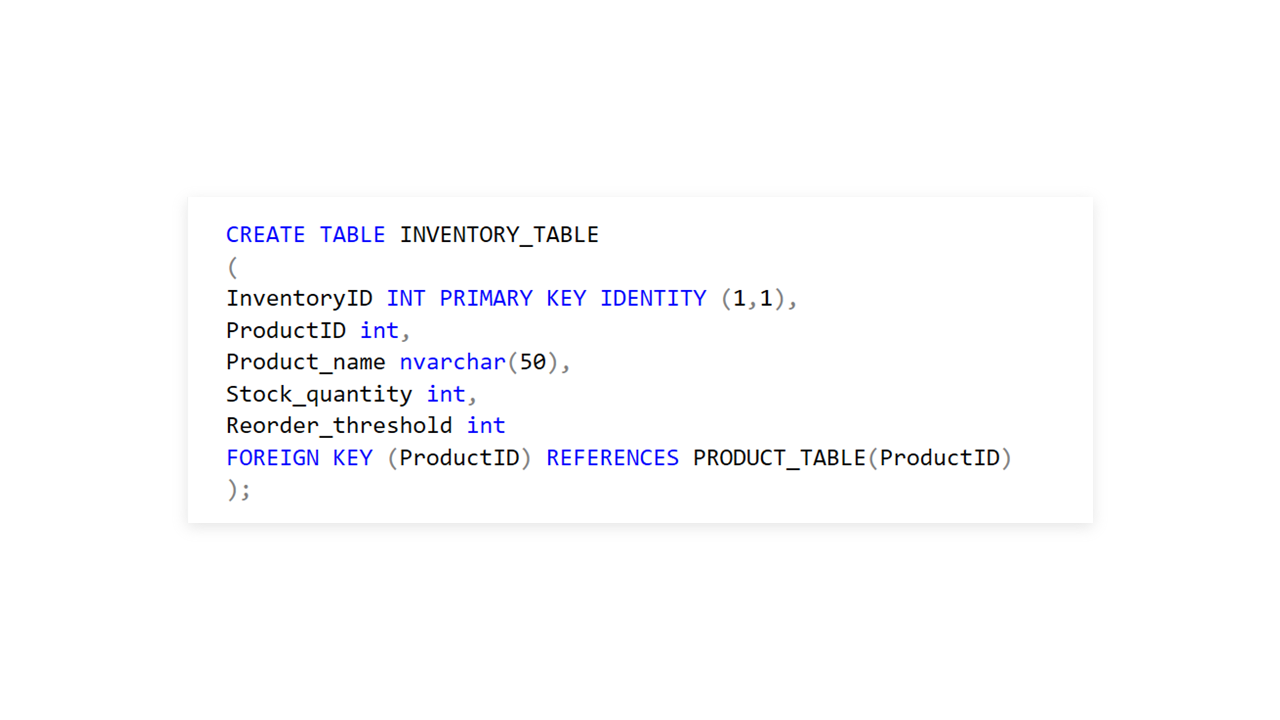 CREATE TABLE INVENTORY_TABLE
(
InventoryID INT PRIMARY KEY IDENTITY (1,1),
ProductID int,
Product_name nvarchar(50),
Stock_quantity int,
Reorder_threshold int
FOREIGN KEY (ProductID) REFERENCES PRODUCT_TABLE(ProductID)
);